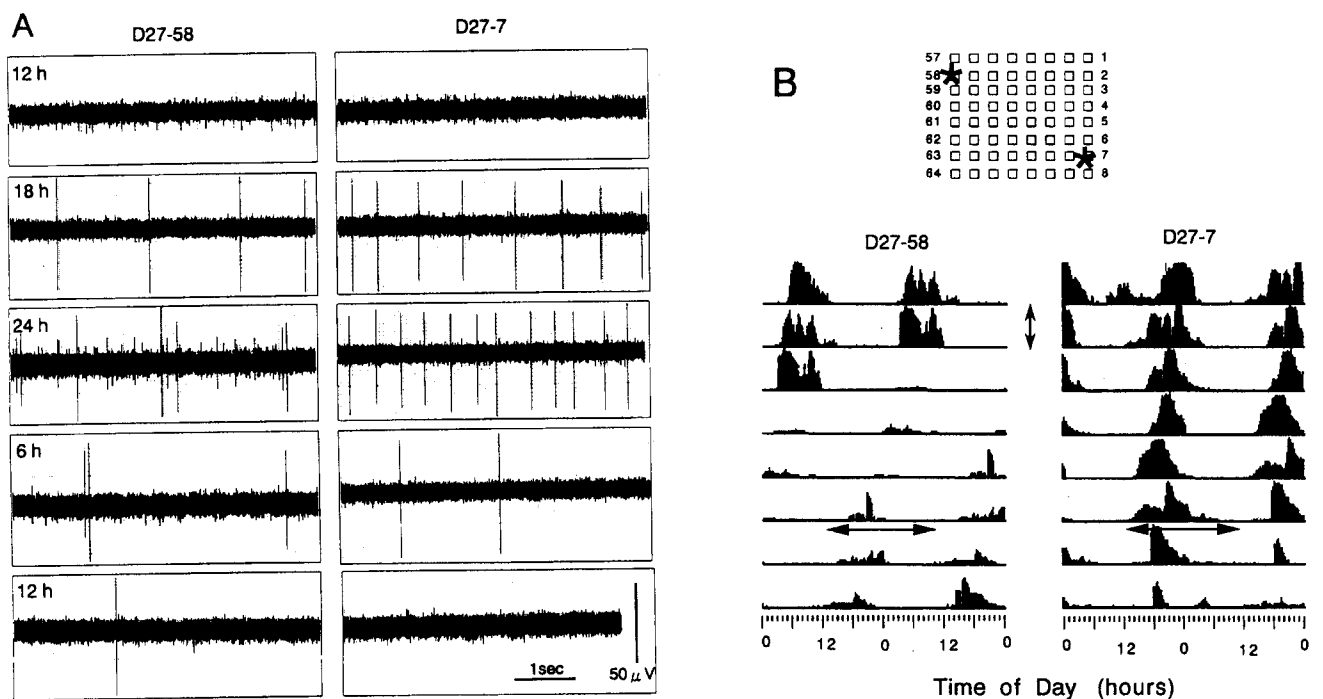 A
D27-58
D27-7
12 h
18 h
24 h
6 h
12 h
1sec
50 μV
B
57 1
58 2
59 3
60 4
61 5
62 6
63 7
64 8
D27-58
D27-7
0 12 0 12 0
0 12 0 12 0
Time of Day (hours)